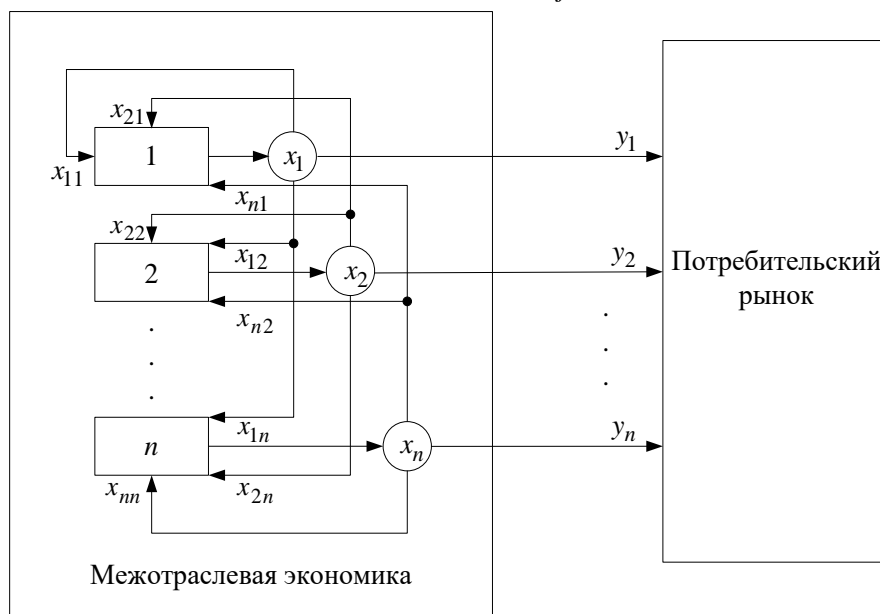 x21
1
x1
y1
x11
xn1
x22
2
x12
x2
y2
Потребительский
рынок
xn2
.
.
.
.
.
.
n
x1n
xn
yn
xnn
x2n
Межотраслевая экономика